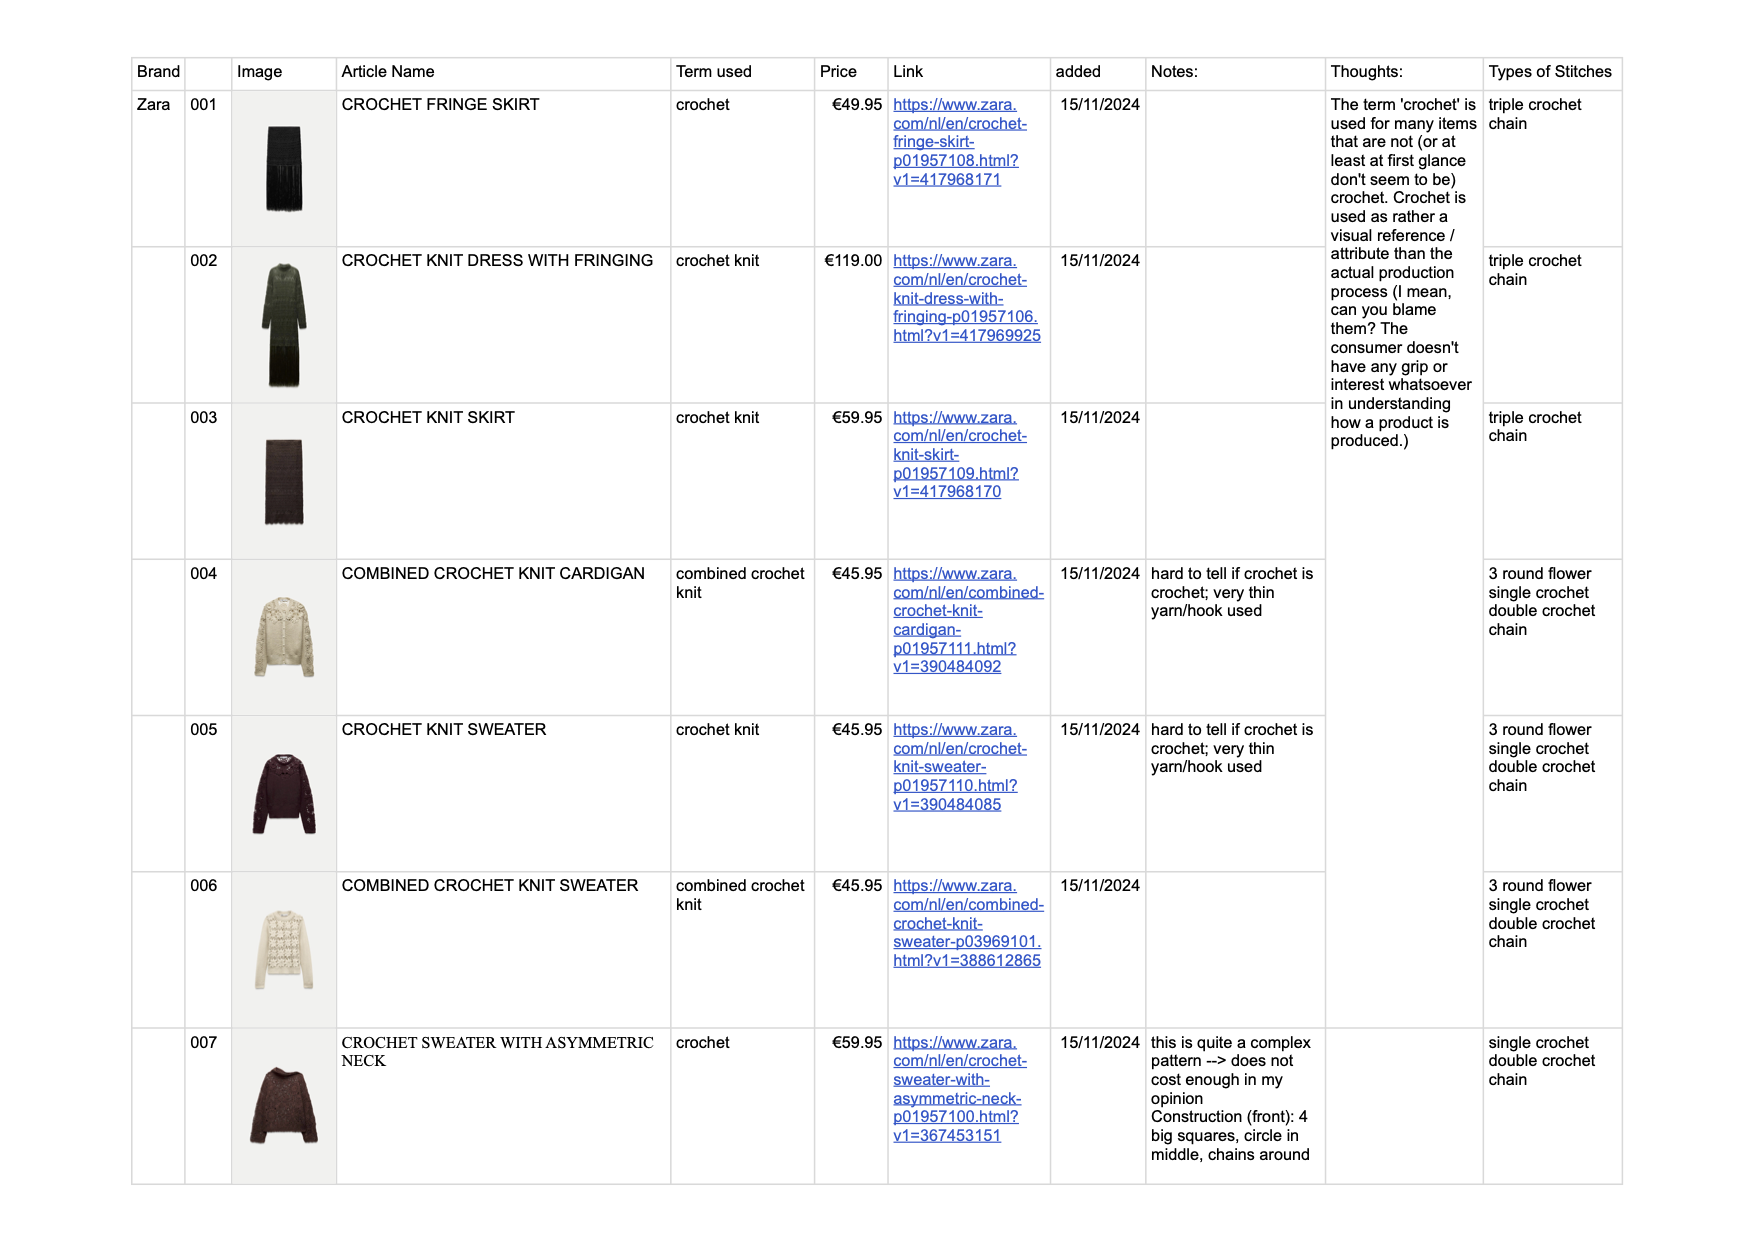 Brand Image Article Name Term used Price Link added Notes: Thoughts: Types of Stitches
Zara 001 CROCHET FRINGE SKIRT crochet €49.95 https://www.zara. 15/11/2024 The term 'crochet' is triple crochet
com/nl/en/crochet- used for many items chain
fringe-skirt- that are not (or at
p01957108.html? least at first glance
v1=417968171 don't seem to be)
crochet. Crochet is
used as rather a
visual reference /
002 CROCHET KNIT DRESS WITH FRINGING crochet knit €119.00 https://www.zara. 15/11/2024 attribute than the triple crochet
com/nl/en/crochet- actual production chain
knit-dress-with- process (I mean,
fringing-p01957106. can you blame
html?v1=417969925 them? The
consumer doesn't
have any grip or
interest whatsoever
in understanding
003 CROCHET KNIT SKIRT crochet knit €59.95 https://www.zara. 15/11/2024 how a product is triple crochet
com/nl/en/crochet- produced.) chain
knit-skirt-
p01957109.html?
v1=417968170
004 COMBINED CROCHET KNIT CARDIGAN combined crochet €45.95 https://www.zara. 15/11/2024 hard to tell if crochet is 3 round flower
knit com/nl/en/combined- crochet; very thin single crochet
crochet-knit- yarn/hook used double crochet
cardigan- chain
p01957111.html?
v1=390484092
005 CROCHET KNIT SWEATER crochet knit €45.95 https://www.zara. 15/11/2024 hard to tell if crochet is 3 round flower
com/nl/en/crochet- crochet; very thin single crochet
knit-sweater- yarn/hook used double crochet
p01957110.html? chain
v1=390484085
006 COMBINED CROCHET KNIT SWEATER combined crochet €45.95 https://www.zara. 15/11/2024 3 round flower
knit com/nl/en/combined- single crochet
crochet-knit- double crochet
sweater-p03969101. chain
html?v1=388612865
007 CROCHET SWEATER WITH ASYMMETRIC crochet €59.95 https://www.zara. 15/11/2024 this is quite a complex single crochet
NECK com/nl/en/crochet- pattern --> does not double crochet
sweater-with- cost enough in my chain
asymmetric-neck- opinion
p01957100.html? Construction (front): 4
v1=367453151 big squares, circle in
middle, chains around